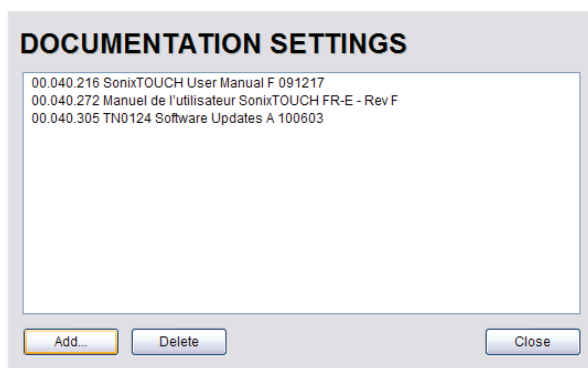 DOCUMENTATION SETTINGS
00.040.216 SonixTOUCH User Manual F 091217
00.040.272 Manuel de l'utilisateur SonixTOUCH FR-E - Rev F
00.040.305 TN0124 Software Updates A 100603
Add... Delete Close